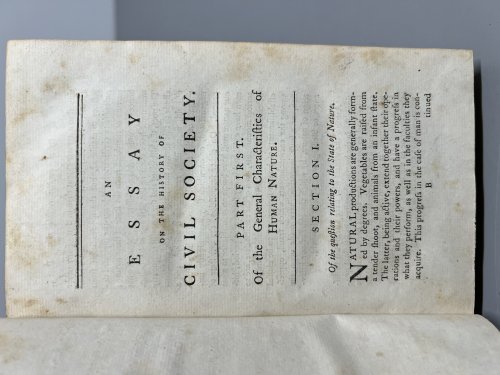 AN
ESSAY
ON THE HISTORY OF
CIVIL SOCIETY.
PART FIRST.
Of the General Characteriſtics of
HUMAN NATURE.
SECTION I.
Of the queſtion relating to the State of Nature.
NATURAL productions are generally form-
ed by degrees. Vegetables are raiſed from
a tender ſhoot, and animals from an infant ſtate.
The latter, being active, extend together their ope-
rations and their powers, and have a progreſs in
what they perform, as well as in the faculties they
acquire. This progreſs in the caſe of man is con-
B
tinued